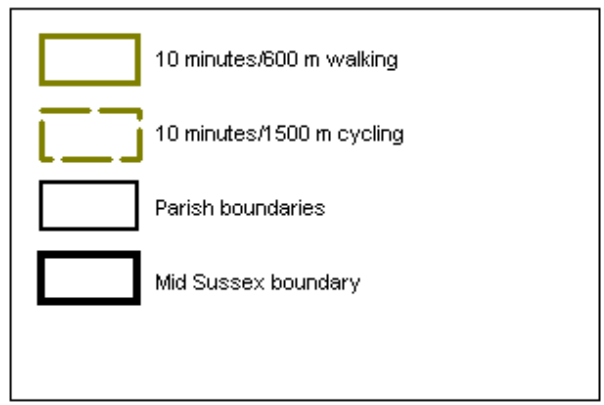 10 minutes/600 m walking
10 minutes/1500 m cycling
Parish boundaries
Mid Sussex boundary